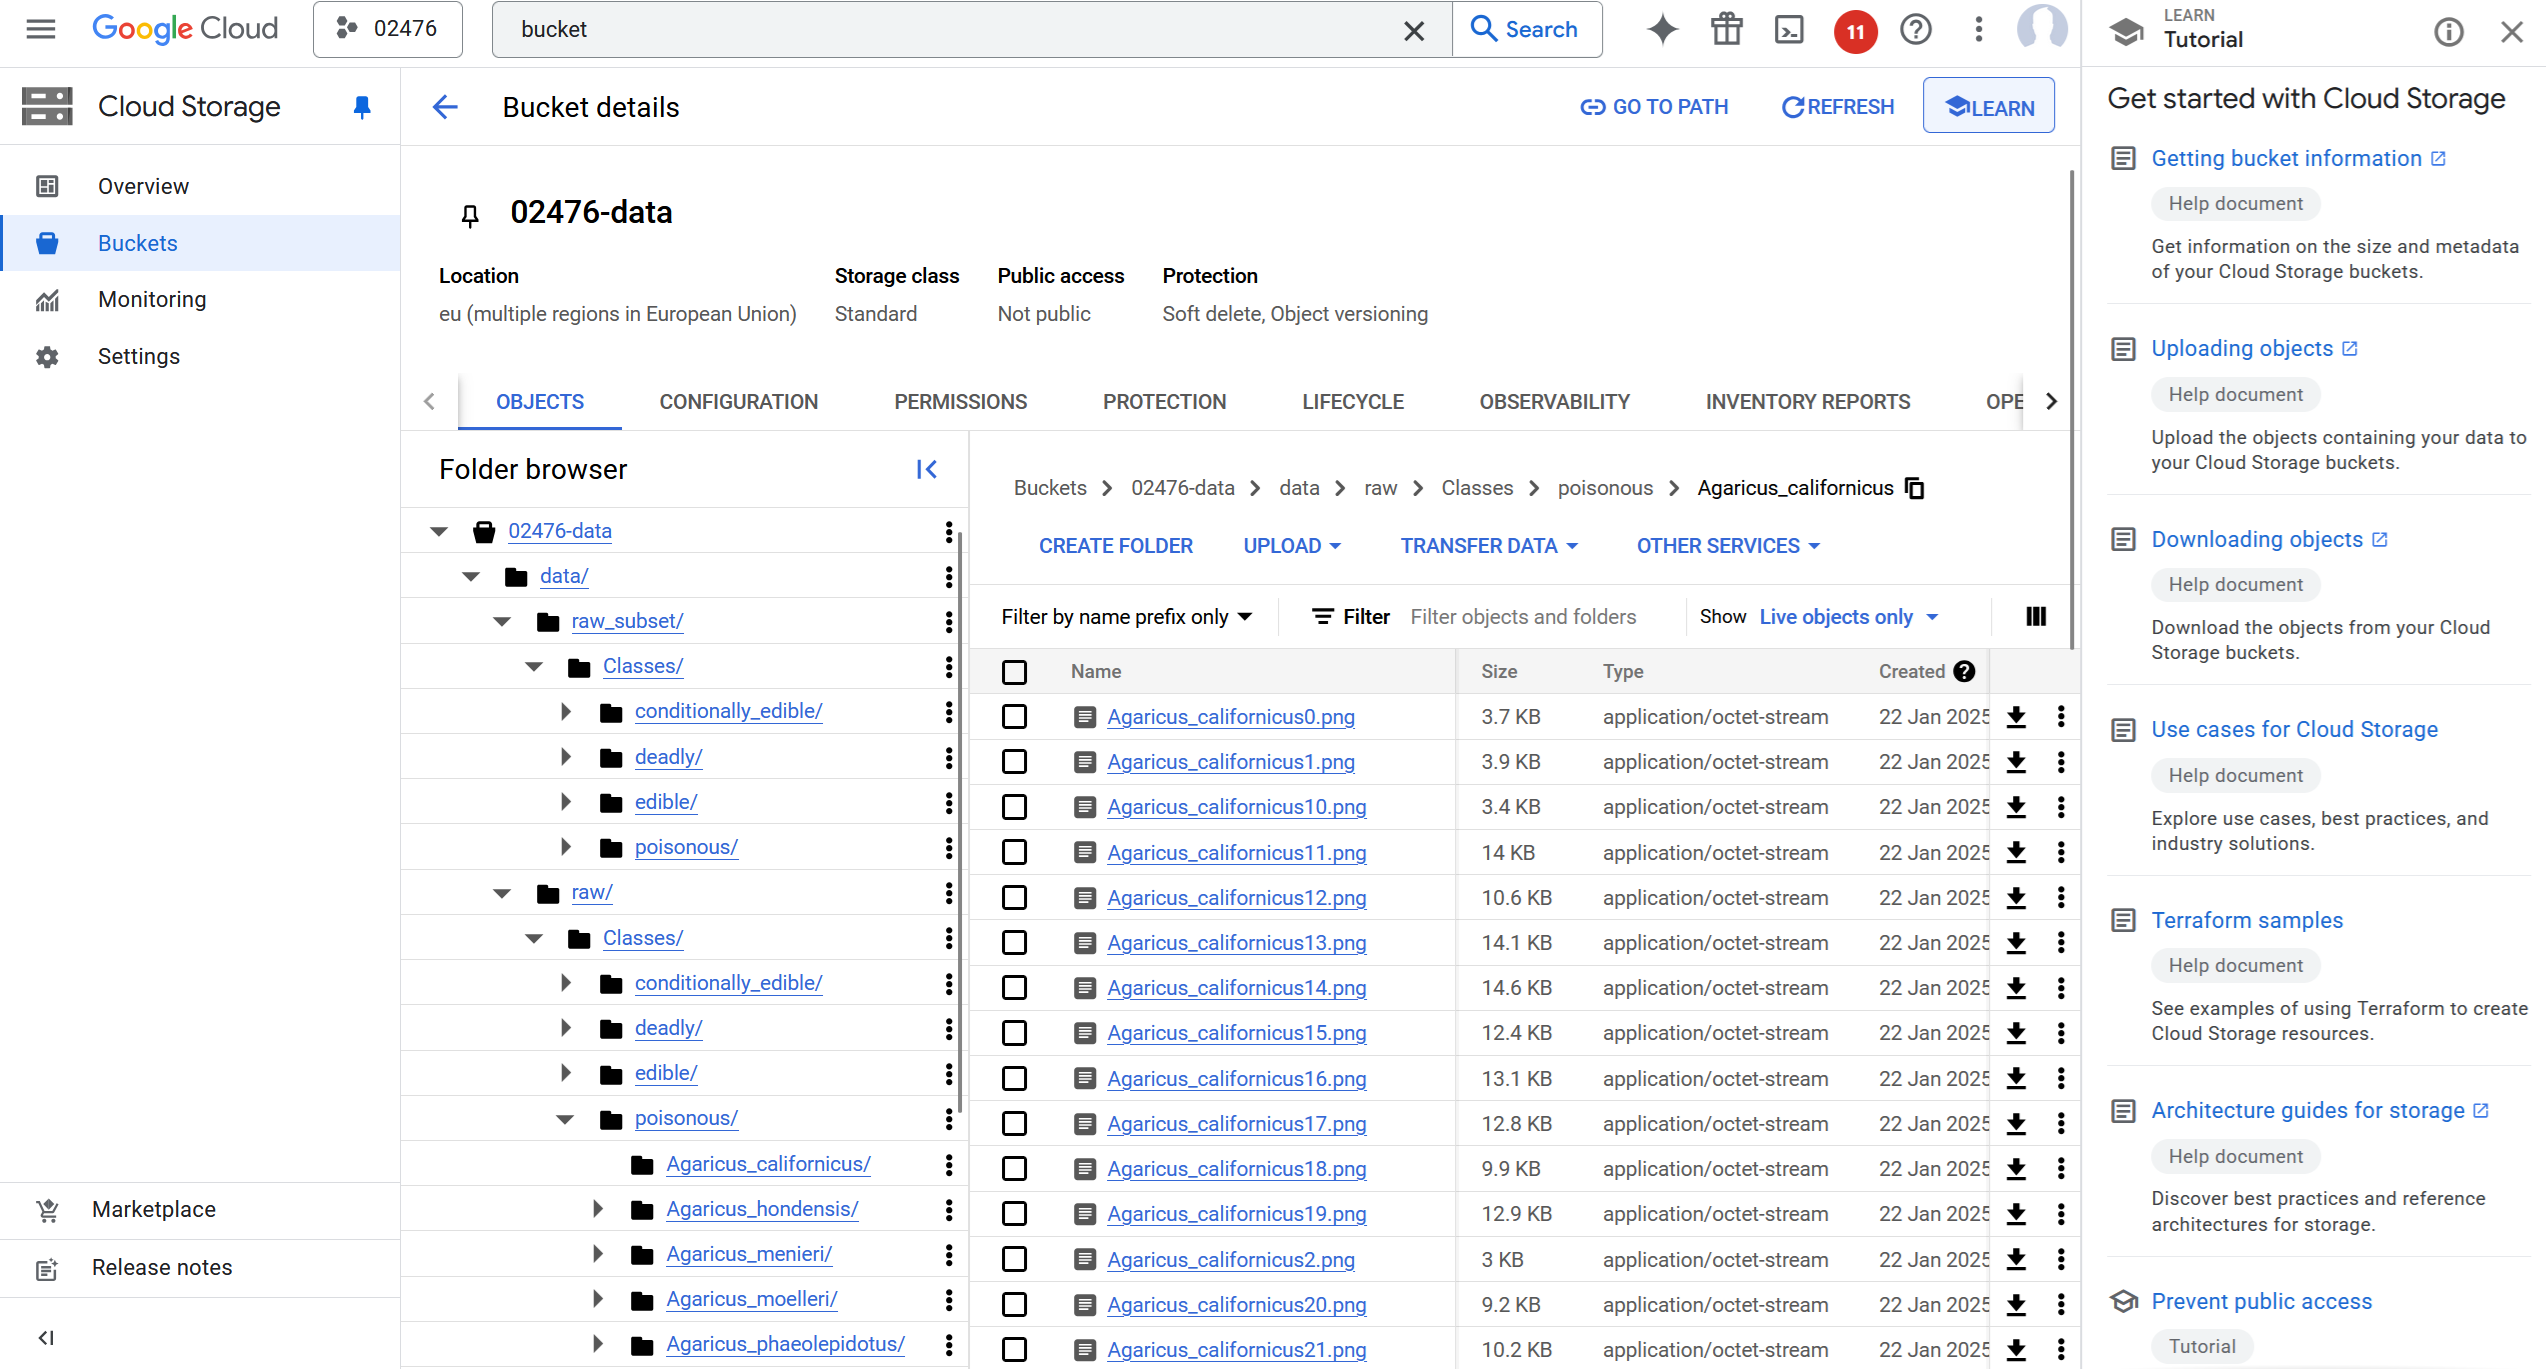 Google Cloud
02476
bucket
Search
11
LEARN
Tutorial
Cloud Storage
Bucket details
GO TO PATH
REFRESH
LEARN
Get started with Cloud Storage
Overview
Buckets
Monitoring
Settings
Marketplace
Release notes
02476-data
Location
Storage class
Public access
Protection
eu (multiple regions in European Union)
Standard
Not public
Soft delete, Object versioning
OBJECTS
CONFIGURATION
PERMISSIONS
PROTECTION
LIFECYCLE
OBSERVABILITY
INVENTORY REPORTS
OPE
Folder browser
02476-data
data/
raw_subset/
Classes/
conditionally_edible/
deadly/
edible/
poisonous/
raw/
Classes/
conditionally_edible/
deadly/
edible/
poisonous/
Agaricus_californicus/
Agaricus_hondensis/
Agaricus_menieri/
Agaricus_moelleri/
Agaricus_phaeolepidotus/
Buckets > 02476-data > data > raw > Classes > poisonous > Agaricus_californicus
CREATE FOLDER
UPLOAD
TRANSFER DATA
OTHER SERVICES
Filter by name prefix only
Filter
Filter objects and folders
Show
Live objects only
Name Size Type Created
Agaricus_californicus0.png 3.7 KB application/octet-stream 22 Jan 2025
Agaricus_californicus1.png 3.9 KB application/octet-stream 22 Jan 2025
Agaricus_californicus10.png 3.4 KB application/octet-stream 22 Jan 2025
Agaricus_californicus11.png 14 KB application/octet-stream 22 Jan 2025
Agaricus_californicus12.png 10.6 KB application/octet-stream 22 Jan 2025
Agaricus_californicus13.png 14.1 KB application/octet-stream 22 Jan 2025
Agaricus_californicus14.png 14.6 KB application/octet-stream 22 Jan 2025
Agaricus_californicus15.png 12.4 KB application/octet-stream 22 Jan 2025
Agaricus_californicus16.png 13.1 KB application/octet-stream 22 Jan 2025
Agaricus_californicus17.png 12.8 KB application/octet-stream 22 Jan 2025
Agaricus_californicus18.png 9.9 KB application/octet-stream 22 Jan 2025
Agaricus_californicus19.png 12.9 KB application/octet-stream 22 Jan 2025
Agaricus_californicus2.png 3 KB application/octet-stream 22 Jan 2025
Agaricus_californicus20.png 9.2 KB application/octet-stream 22 Jan 2025
Agaricus_californicus21.png 10.2 KB application/octet-stream 22 Jan 2025
Getting bucket information
Help document
Get information on the size and metadata
of your Cloud Storage buckets.
Uploading objects
Help document
Upload the objects containing your data to
your Cloud Storage buckets.
Downloading objects
Help document
Download the objects from your Cloud
Storage buckets.
Use cases for Cloud Storage
Help document
Explore use cases, best practices, and
industry solutions.
Terraform samples
Help document
See examples of using Terraform to create
Cloud Storage resources.
Architecture guides for storage
Help document
Discover best practices and reference
architectures for storage.
Prevent public access
Tutorial